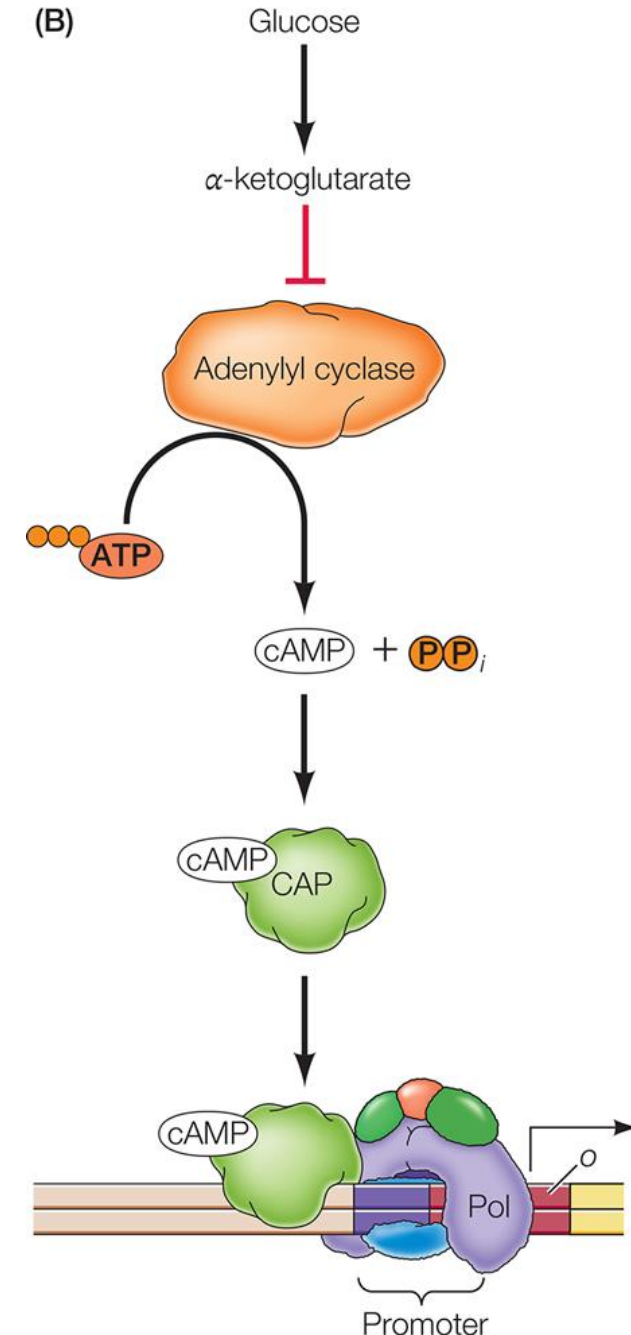 (B)
Glucose
α-ketoglutarate
Adenylyl cyclase
ATP
cAMP + PPi
cAMP
CAP
cAMP
o
Pol
Promoter